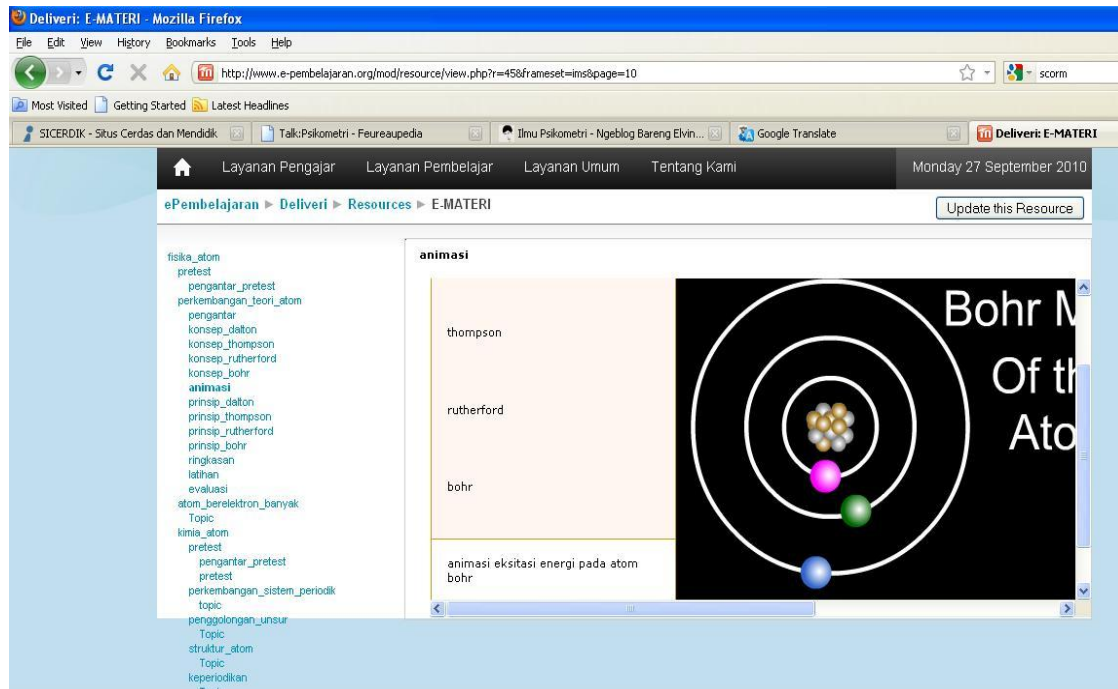 Deliveri: E-MATERI - Mozilla Firefox
File Edit View History Bookmarks Tools Help
http://www.e-pembelajaran.org/mod/resource/view.php?r=45&frameset=ims&page=10
scorm
Most Visited Getting Started Latest Headlines
SICERDIK - Situs Cerdas dan Mendidik Talk:Psikometri - Feureaupedia Ilmu Psikometri - Ngeblog Bareng Elvin... Google Translate Deliveri: E-MATERI
Layanan Pengajar Layanan Pembelajar Layanan Umum Tentang Kami Monday 27 September 2010
ePembelajaran ► Deliveri ► Resources ► E-MATERI Update this Resource
fisika_atom
pretest
pengantar_pretest
perkembangan_teori_atom
pengantar
konsep_dalton
konsep_thompson
konsep_rutherford
konsep_bohr
animasi
prinsip_dalton
prinsip_thompson
prinsip_rutherford
prinsip_bohr
ringkasan
latihan
evaluasi
atom_berelektron_banyak
Topic
kimia_atom
pretest
pengantar_pretest
pretest
perkembangan_sistem_periodik
topic
penggolongan_unsur
Topic
struktur_atom
Topic
keperiodikan
animasi
thompson
rutherford
bohr
animasi eksitasi energi pada atom
bohr
Bohr M
Of th
Ato